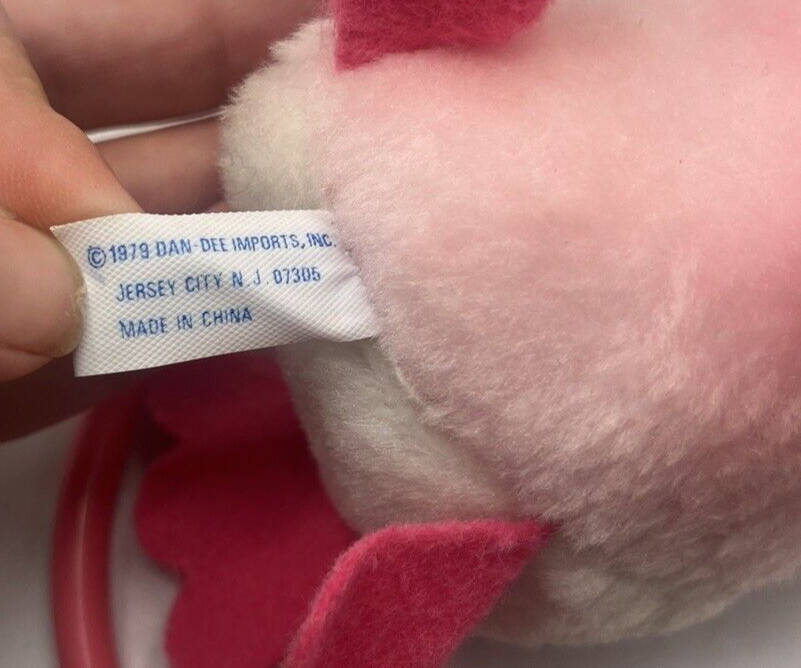 ©1979 DAN-DEE IMPORTS, INC.
JERSEY CITY N.J. 07305
MADE IN CHINA